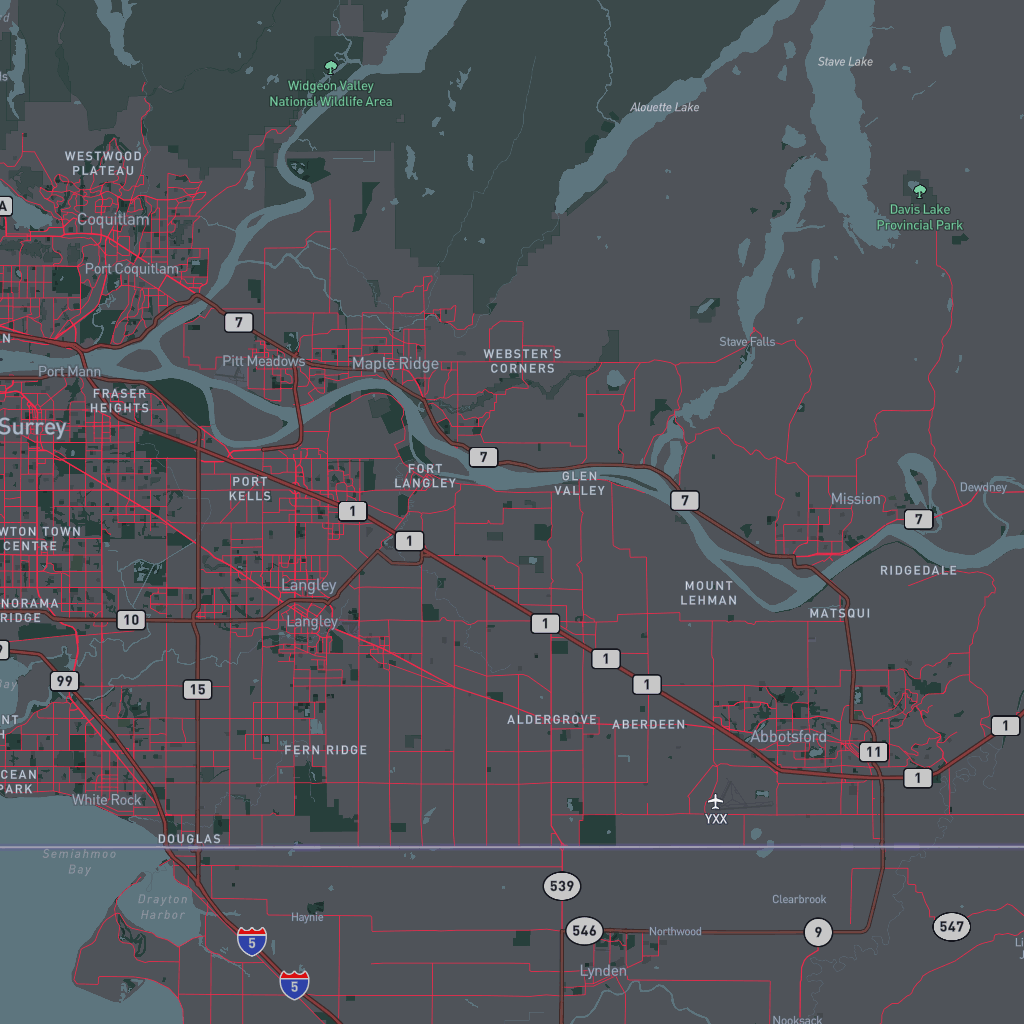 Stave Lake
Widgeon Valley
National Wildlife Area
Alouette Lake
WESTWOOD
PLATEAU
A
Davis Lake
Provincial Park
Coquitlam
Port Coquitlam
7
Stave Falls
WEBSTER'S
CORNERS
Pitt Meadows
Maple Ridge
Port Mann
FRASER
HEIGHTS
Surrey
7
FORT
LANGLEY
GLEN
VALLEY
PORT
KELLS
7
Mission
Dewdney
1
7
WTON TOWN
CENTRE
1
RIDGEDALE
Langley
MOUNT
LEHMAN
NORAMA
RIDGE
MATSQUI
10
Langley
1
1
99
1
15
ALDERGROVE
ABERDEEN
1
Abbotsford
FERN RIDGE
11
CEAN
PARK
1
White Rock
YXX
DOUGLAS
Semiahmoo
Bay
539
Drayton
Harbor
Clearbrook
Haynie
546
Northwood
9
547
5
Lynden
5
Nooksack